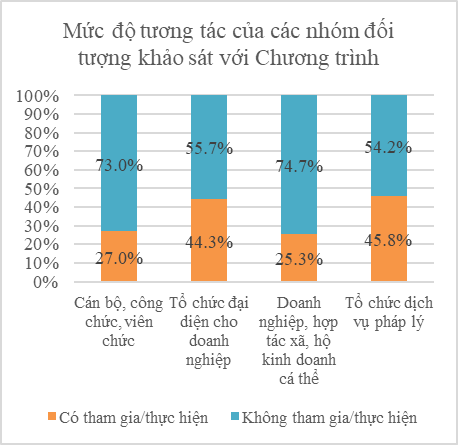 Mức độ tương tác của các nhóm đối
tượng khảo sát với Chương trình
100%
90%
80%
70%
60%
50%
40%
30%
20%
10%
0%
73.0%
55.7%
74.7%
54.2%
27.0%
44.3%
25.3%
45.8%
Cán bộ, công
chức, viên
chức
Tổ chức đại
diện cho
doanh
nghiệp
Doanh
nghiệp, hợp
tác xã, hộ
kinh doanh
cá thể
Tổ chức dịch
vụ pháp lý
Có tham gia/thực hiện
Không tham gia/thực hiện